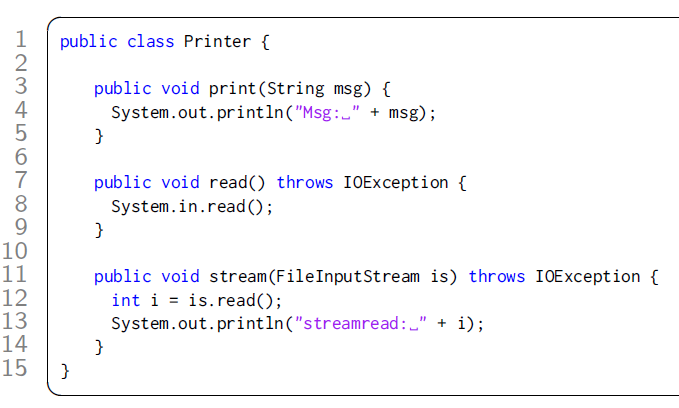 1 public class Printer {
2
3 public void print(String msg) {
4 System.out.println("Msg:␣" + msg);
5 }
6
7 public void read() throws IOException {
8 System.in.read();
9 }
10
11 public void stream(FileInputStream is) throws IOException {
12 int i = is.read();
13 System.out.println("streamread:␣" + i);
14 }
15 }